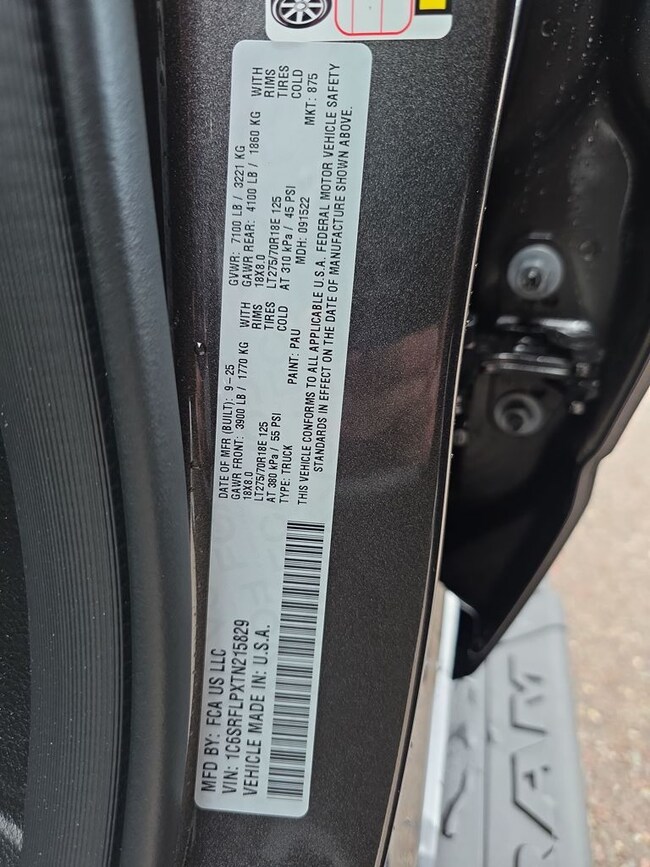 MFD BY: FCA US LLC
VIN: 1C6SRFLPXTN215829
VEHICLE MADE IN: U.S.A.
DATE OF MFR (BUILT): 9-25
GAWR FRONT: 3900 LB / 1770 KG WITH
18X8.0 RIMS
LT275/70R18E 125 TIRES
AT 380 kPa / 55 PSI COLD
TYPE: TRUCK PAINT: PAU
GVWR: 7100 LB / 3221 KG
GAWR REAR: 4100 LB / 1860 KG WITH
18X8.0 RIMS
LT275/70R18E 125 TIRES
AT 310 kPa / 45 PSI COLD
MDH: 091522 MKT: 875
THIS VEHICLE CONFORMS TO ALL APPLICABLE U.S.A. FEDERAL MOTOR VEHICLE SAFETY
STANDARDS IN EFFECT ON THE DATE OF MANUFACTURE SHOWN ABOVE.
RAM